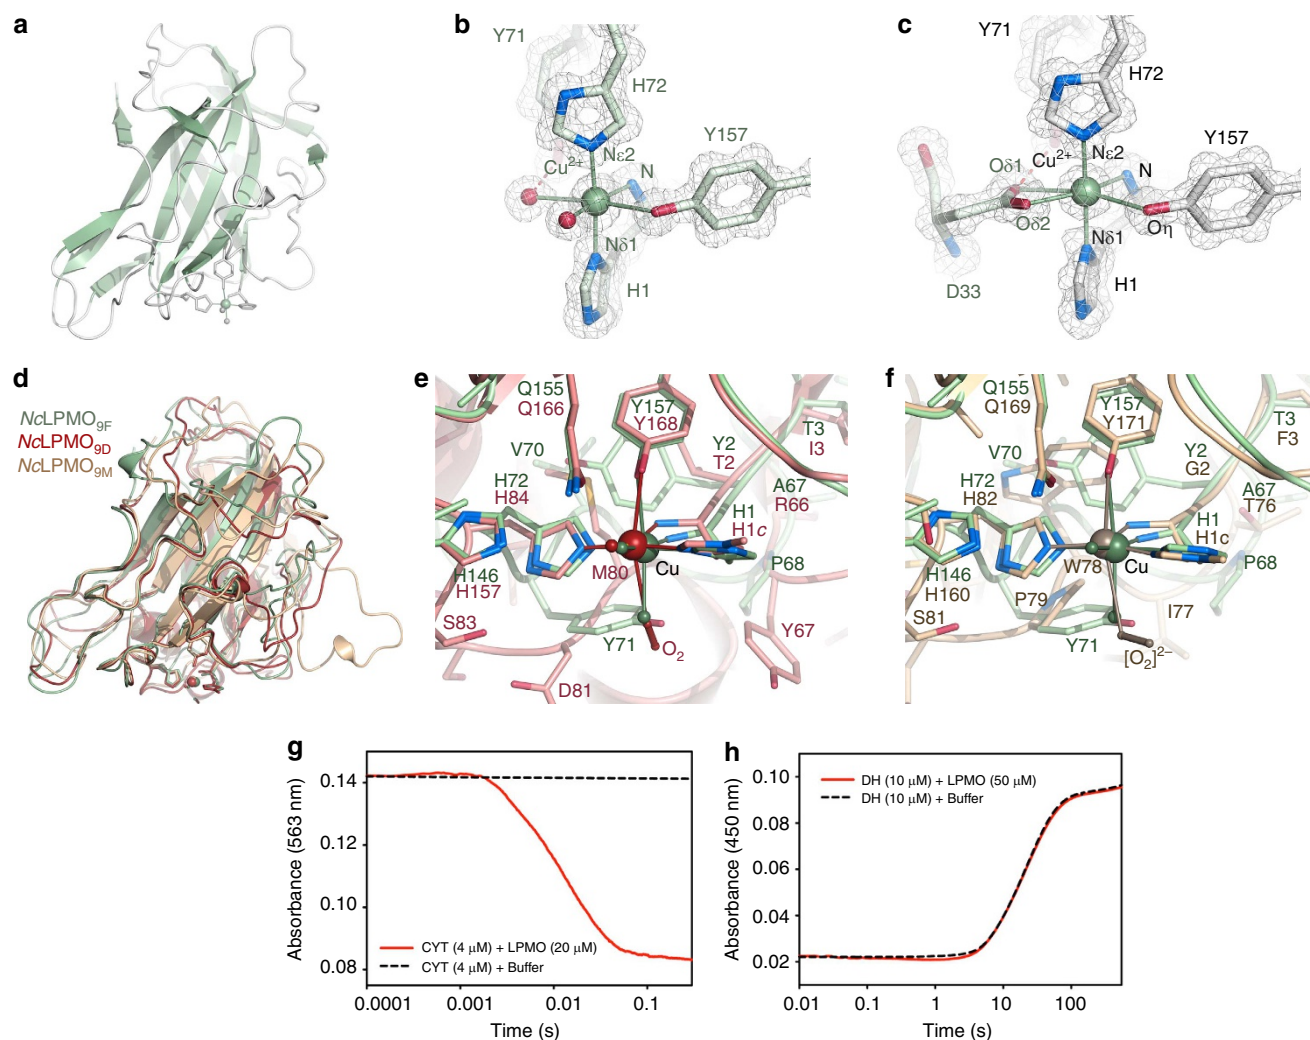 a
b
Y71
H72
Y157
Nε2
Cu2+
N
Nδ1
H1
c
Y71
H72
Y157
Nε2
Cu2+
Oδ1
N
Oδ2
Nδ1
Oη
H1
D33
d
NcLPMO9F
NcLPMO9D
NcLPMO9M
e
Q155
Q166
Y157
Y168
T3
I3
V70
Y2
T2
H72
H84
A67
R66
H1
H1c
M80
Cu
P68
H146
H157
S83
Y71
O2
Y67
D81
f
Q155
Q169
Y157
Y171
T3
F3
V70
Y2
G2
H72
H82
A67
T76
H1
H1c
W78
Cu
P68
H146
H160
P79
I77
S81
Y71
[O2]2−
g
Absorbance (563 nm)
0.14
0.12
0.10
0.08
CYT (4 μM) + LPMO (20 μM)
CYT (4 μM) + Buffer
0.0001
0.001
0.01
0.1
Time (s)
h
Absorbance (450 nm)
0.10
0.08
0.06
0.04
0.02
DH (10 μM) + LPMO (50 μM)
DH (10 μM) + Buffer
0.01
0.1
1
10
100
Time (s)